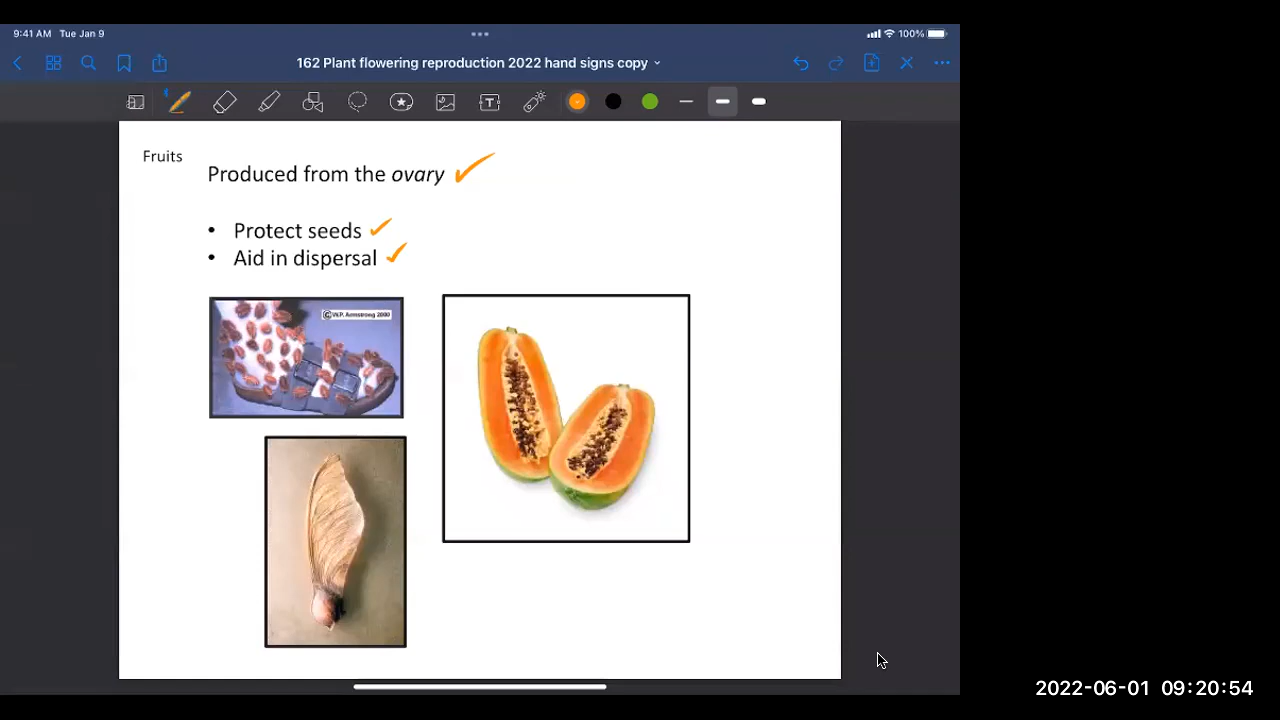 9:41 AM Tue Jan 9
100%
162 Plant flowering reproduction 2022 hand signs copy
T
Fruits
Produced from the ovary
• Protect seeds
• Aid in dispersal
©W.P. Armstrong 2000
2022-06-01 09:20:54